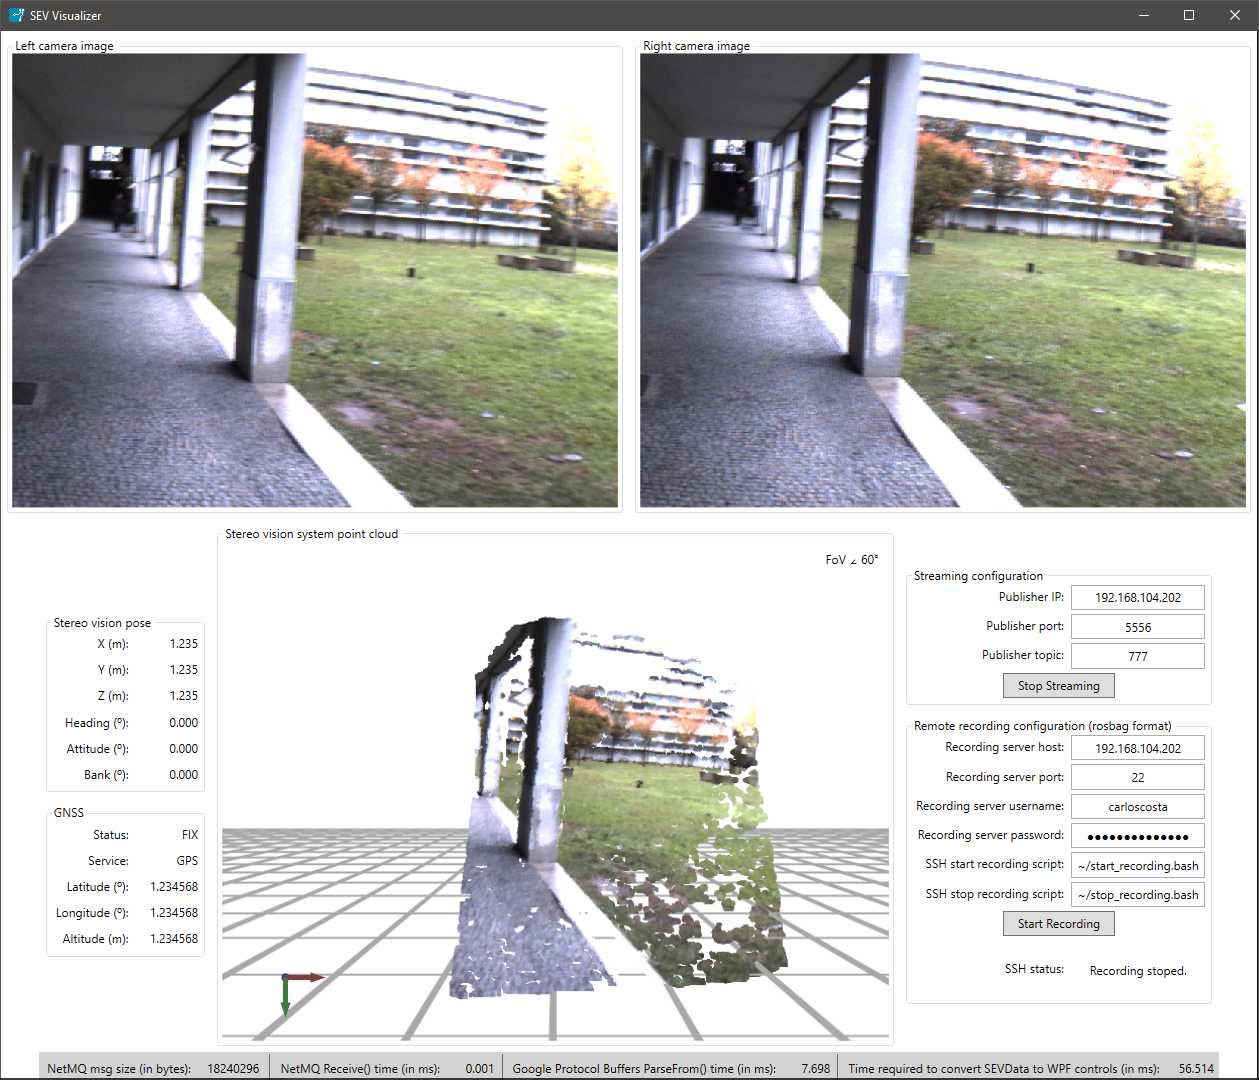 SEV Visualizer
Left camera image
Right camera image
Stereo vision system point cloud
FoV ∠ 60°
Stereo vision pose
X (m): 1.235
Y (m): 1.235
Z (m): 1.235
Heading (º): 0.000
Attitude (º): 0.000
Bank (º): 0.000
GNSS
Status: FIX
Service: GPS
Latitude (º): 1.234568
Longitude (º): 1.234568
Altitude (m): 1.234568
Streaming configuration
Publisher IP: 192.168.104.202
Publisher port: 5556
Publisher topic: 777
Stop Streaming
Remote recording configuration (rosbag format)
Recording server host: 192.168.104.202
Recording server port: 22
Recording server username: carloscosta
Recording server password: ●●●●●●●●●●●●●●
SSH start recording script: ~/start_recording.bash
SSH stop recording script: ~/stop_recording.bash
Start Recording
SSH status: Recording stoped.
NetMQ msg size (in bytes): 18240296 NetMQ Receive() time (in ms): 0.001 Google Protocol Buffers ParseFrom() time (in ms): 7.698 Time required to convert SEVData to WPF controls (in ms): 56.514